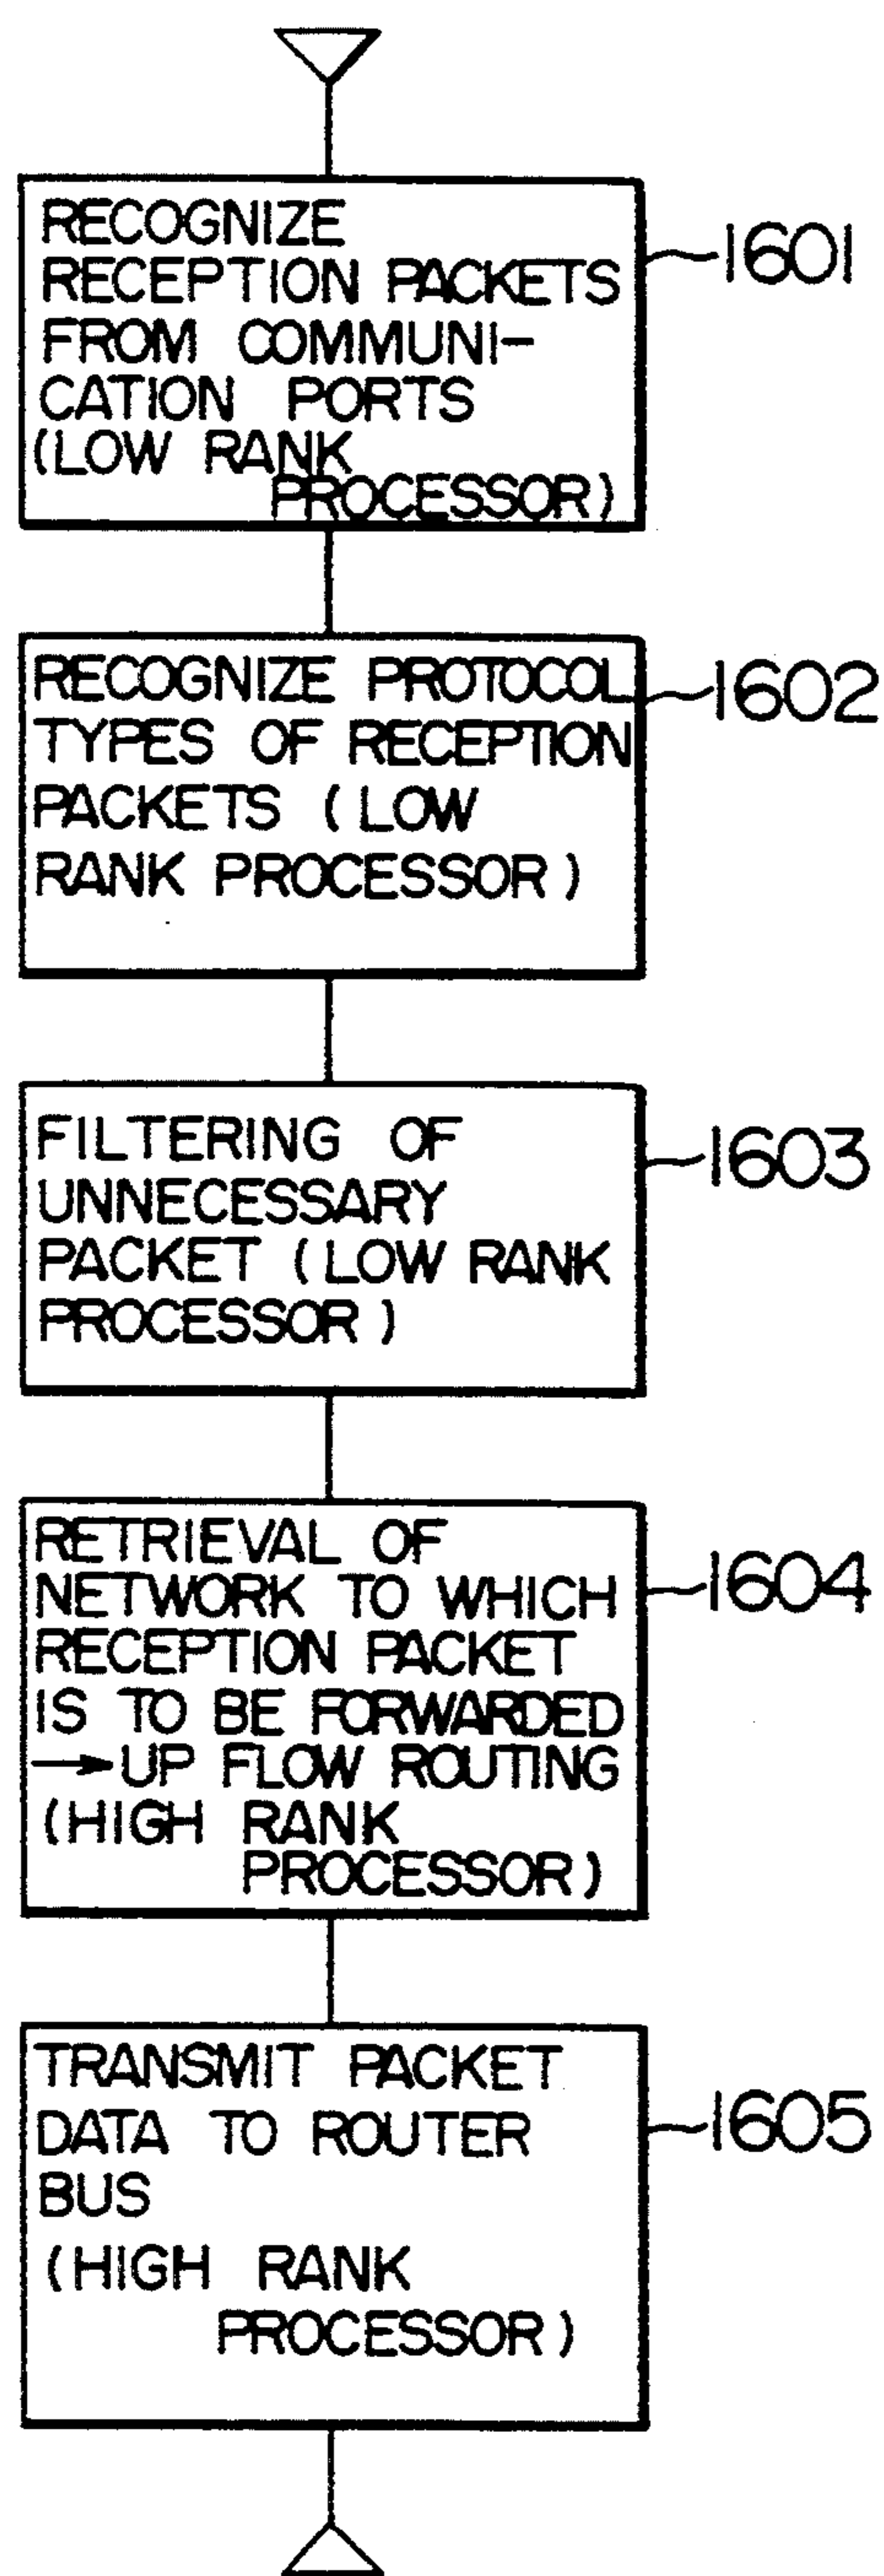 RECOGNIZE
RECEPTION PACKETS
FROM COMMUNI-
CATION PORTS
(LOW RANK
PROCESSOR)
1601
RECOGNIZE PROTOCOL
TYPES OF RECEPTION
PACKETS (LOW
RANK PROCESSOR)
1602
FILTERING OF
UNNECESSARY
PACKET (LOW RANK
PROCESSOR)
1603
RETRIEVAL OF
NETWORK TO WHICH
RECEPTION PACKET
IS TO BE FORWARDED
→UP FLOW ROUTING
(HIGH RANK
PROCESSOR)
1604
TRANSMIT PACKET
DATA TO ROUTER
BUS
(HIGH RANK
PROCESSOR)
1605